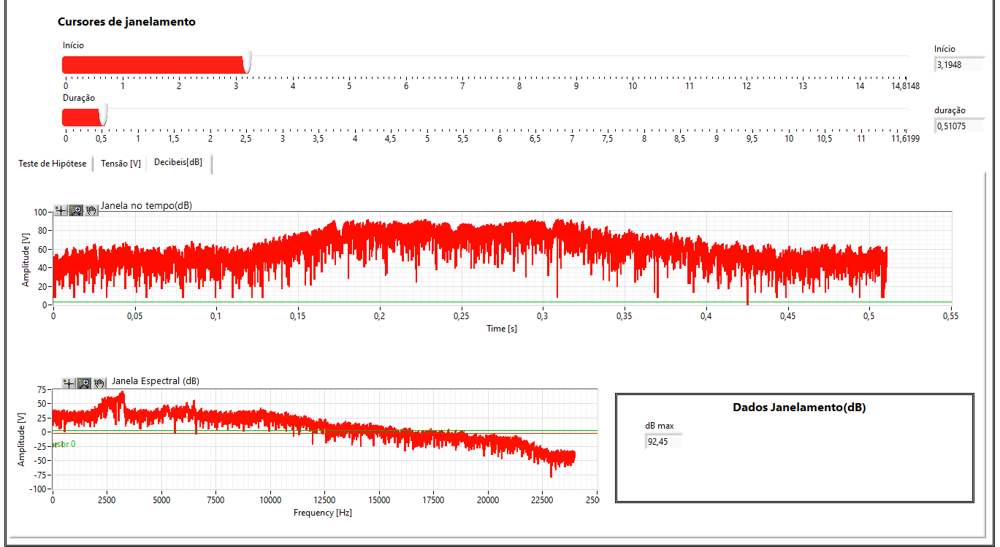 Cursores de janelamento
Início
0 1 2 3 4 5 6 7 8 9 10 11 12 13 14 14,8148
Início
3,1948
Duração
0 0,5 1 1,5 2 2,5 3 3,5 4 4,5 5 5,5 6 6,5 7 7,5 8 8,5 9 9,5 10 10,5 11 11,6199
duração
0,51075
Teste de Hipótese Tensão [V] Decibeis[dB]
Janela no tempo(dB)
Amplitude [V]
100
80
60
40
20
0
0 0,05 0,1 0,15 0,2 0,25 0,3 0,35 0,4 0,45 0,5 0,55
Time [s]
Janela Espectral (dB)
Amplitude [V]
75
50
25
0
-25
-50
-75
-100
0 2500 5000 7500 10000 12500 15000 17500 20000 22500 2500
Frequency [Hz]
Dados Janelamento(dB)
dB max
92,45